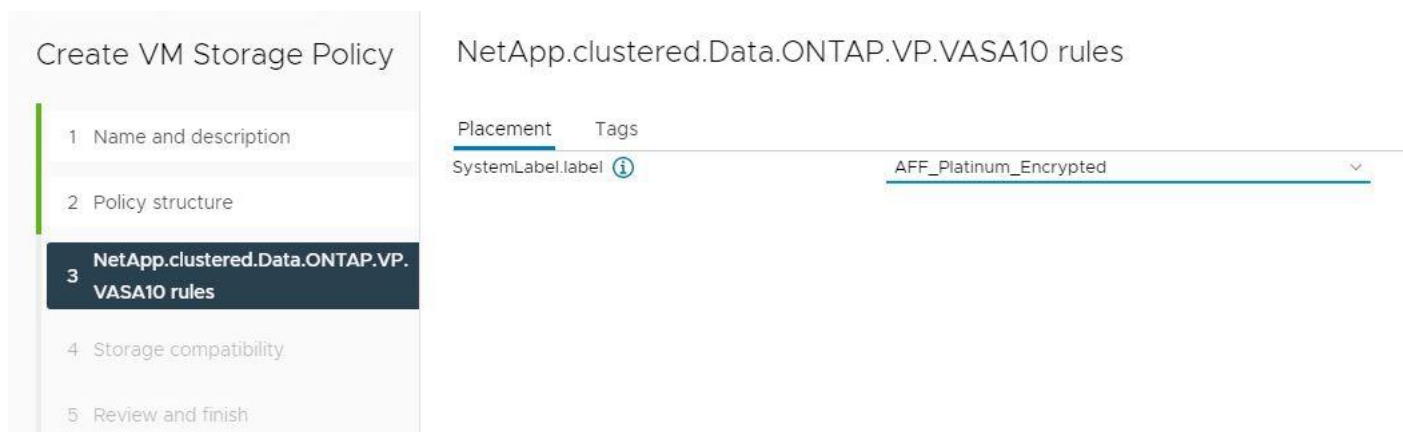 Create VM Storage Policy
1 Name and description
2 Policy structure
3 NetApp.clustered.Data.ONTAP.VP.
VASA10 rules
4 Storage compatibility
5 Review and finish
NetApp.clustered.Data.ONTAP.VP.VASA10 rules
Placement Tags
SystemLabel.label i AFF_Platinum_Encrypted